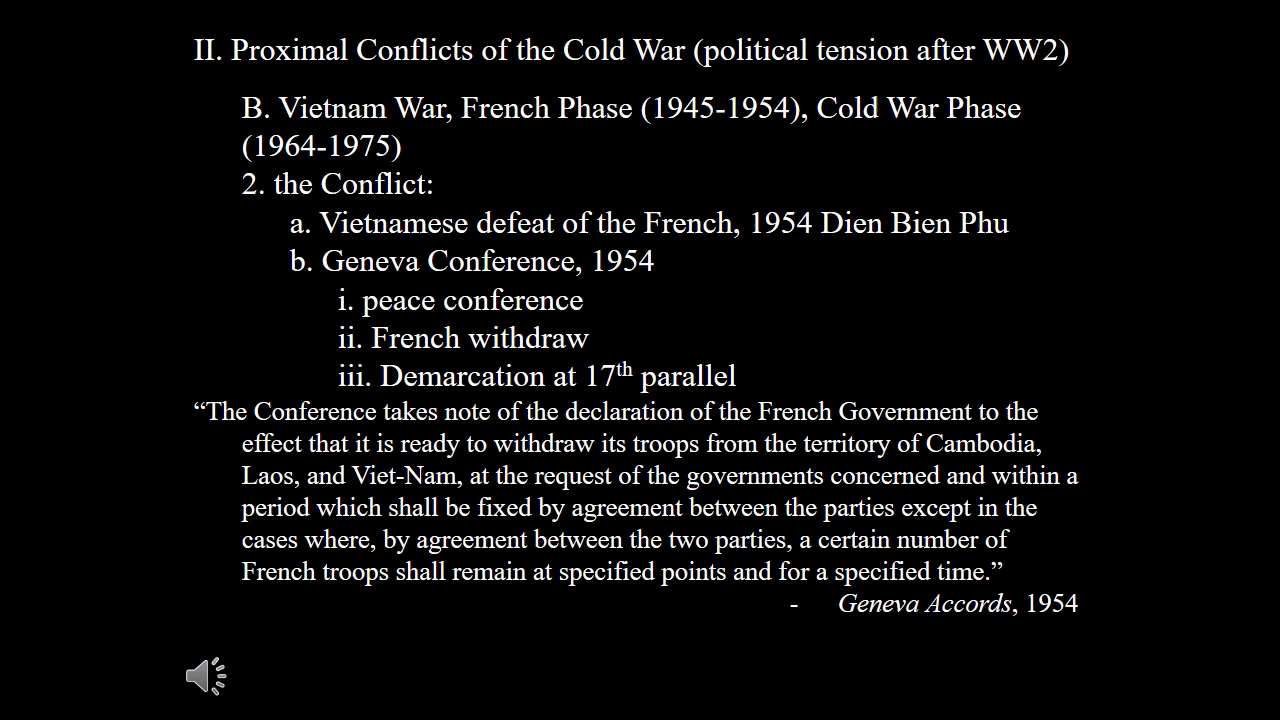 II. Proximal Conflicts of the Cold War (political tension after WW2)
B. Vietnam War, French Phase (1945-1954), Cold War Phase
(1964-1975)
2. the Conflict:
a. Vietnamese defeat of the French, 1954 Dien Bien Phu
b. Geneva Conference, 1954
i. peace conference
ii. French withdraw
iii. Demarcation at 17th parallel
“The Conference takes note of the declaration of the French Government to the
effect that it is ready to withdraw its troops from the territory of Cambodia,
Laos, and Viet-Nam, at the request of the governments concerned and within a
period which shall be fixed by agreement between the parties except in the
cases where, by agreement between the two parties, a certain number of
French troops shall remain at specified points and for a specified time.”
- Geneva Accords, 1954